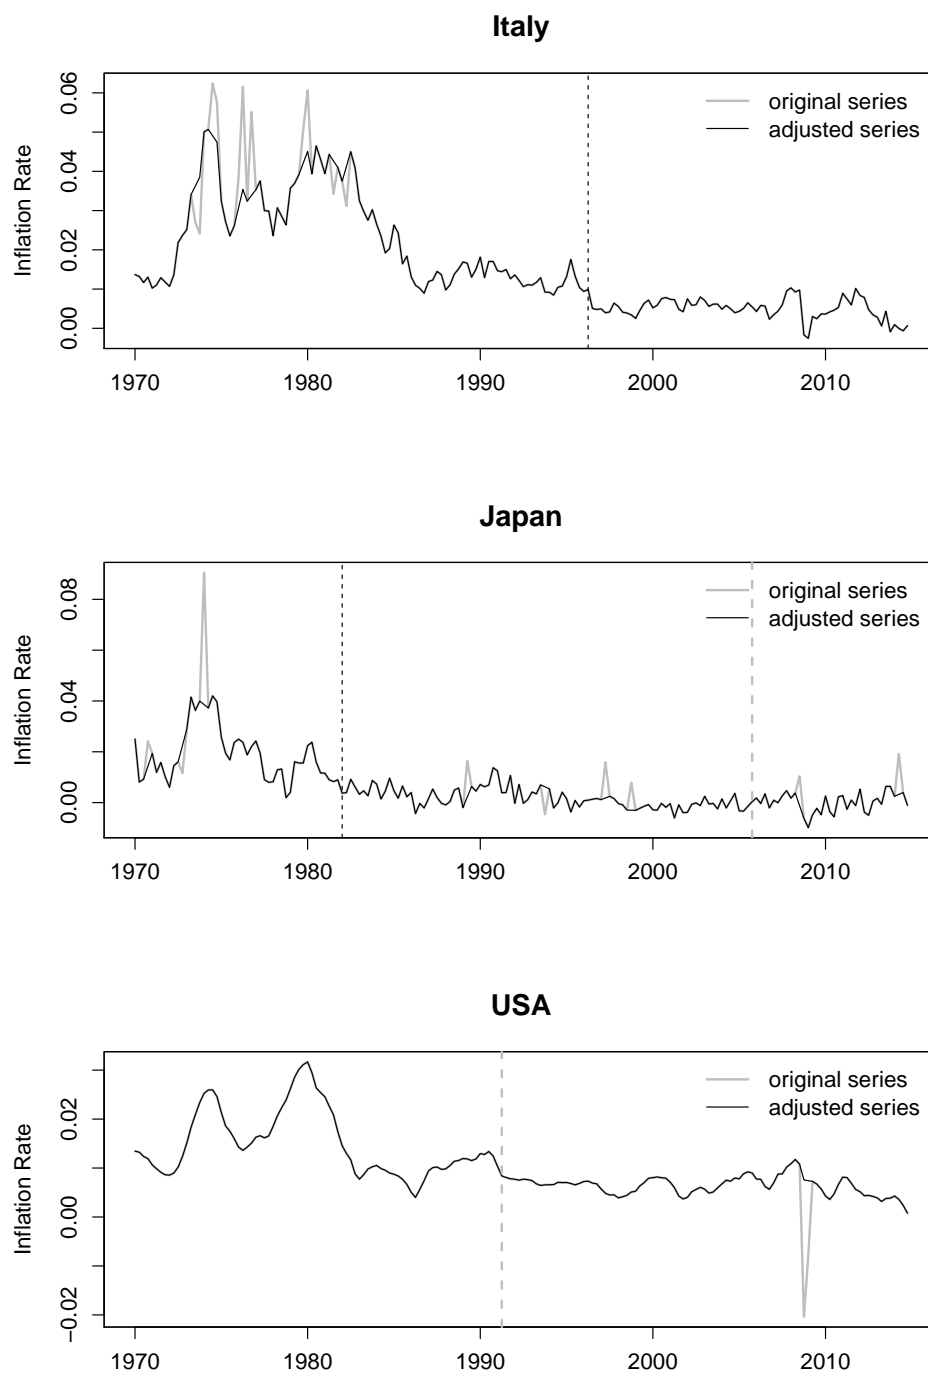 Italy
Inflation Rate
0.00 0.02 0.04 0.06
original series
adjusted series
1970 1980 1990 2000 2010
Japan
Inflation Rate
0.00 0.04 0.08
original series
adjusted series
1970 1980 1990 2000 2010
USA
Inflation Rate
−0.02 0.00 0.02
original series
adjusted series
1970 1980 1990 2000 2010